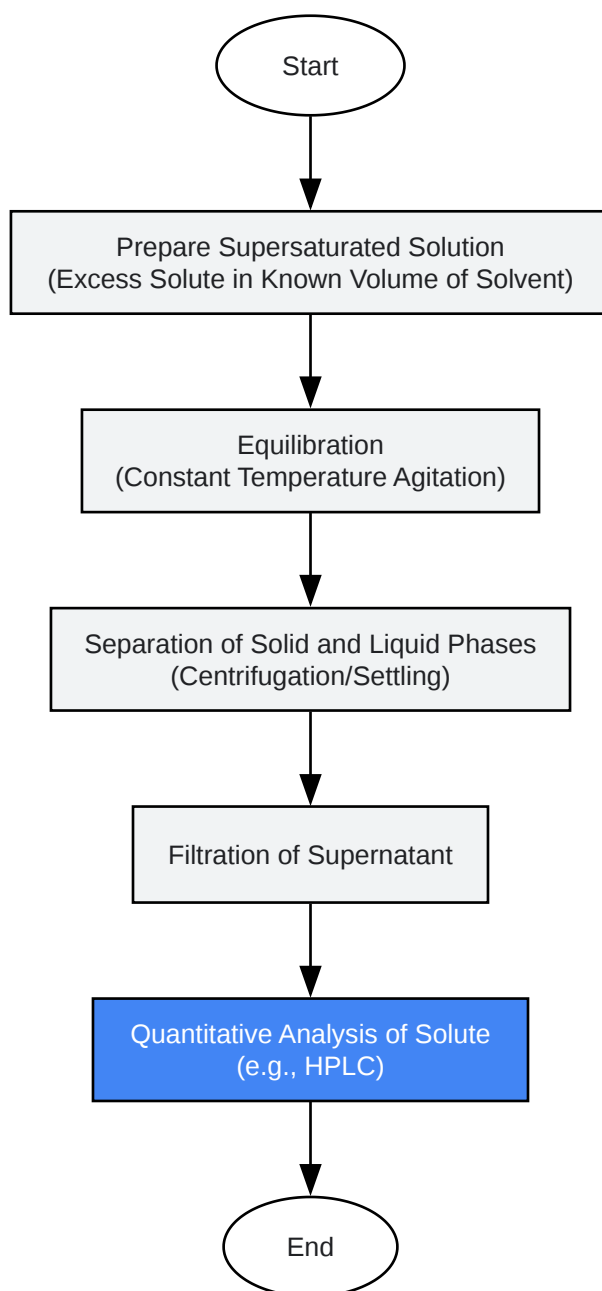 Start
Prepare Supersaturated Solution
(Excess Solute in Known Volume of Solvent)
Equilibration
(Constant Temperature Agitation)
Separation of Solid and Liquid Phases
(Centrifugation/Settling)
Filtration of Supernatant
Quantitative Analysis of Solute
(e.g., HPLC)
End